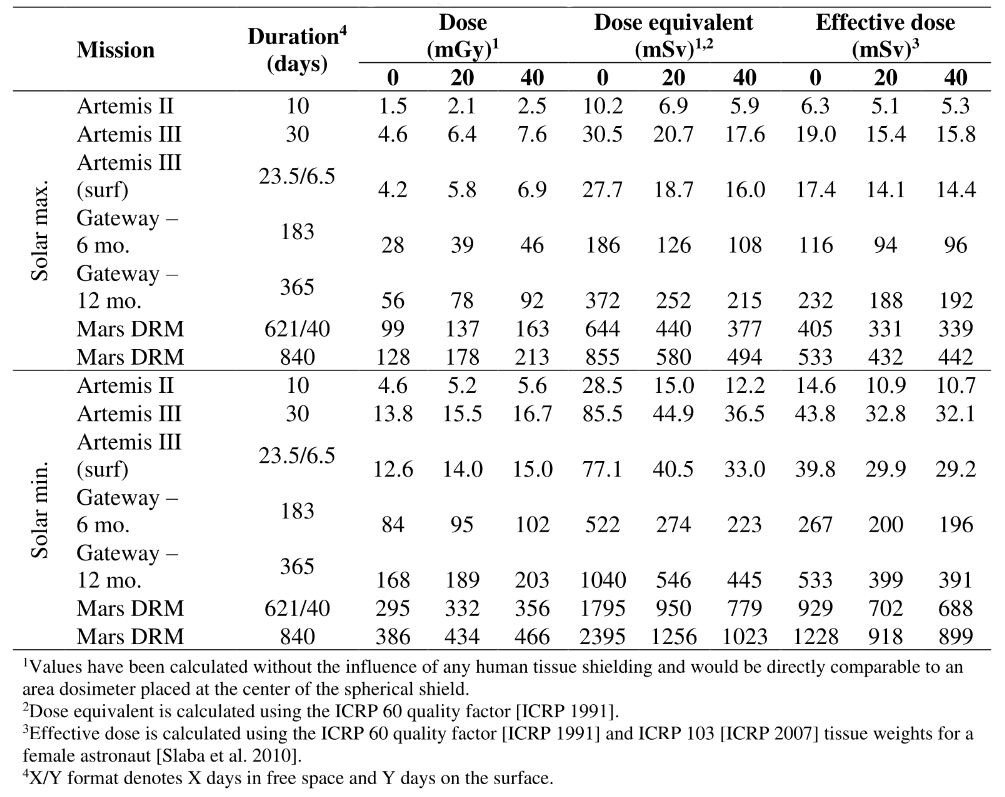 Mission Duration⁴ (days) Dose (mGy)¹ Dose equivalent (mSv)¹,² Effective dose (mSv)³
0 20 40 0 20 40 0 20 40
Solar max.
Artemis II 10 1.5 2.1 2.5 10.2 6.9 5.9 6.3 5.1 5.3
Artemis III 30 4.6 6.4 7.6 30.5 20.7 17.6 19.0 15.4 15.8
Artemis III (surf) 23.5/6.5 4.2 5.8 6.9 27.7 18.7 16.0 17.4 14.1 14.4
Gateway – 6 mo. 183 28 39 46 186 126 108 116 94 96
Gateway – 12 mo. 365 56 78 92 372 252 215 232 188 192
Mars DRM 621/40 99 137 163 644 440 377 405 331 339
Mars DRM 840 128 178 213 855 580 494 533 432 442
Solar min.
Artemis II 10 4.6 5.2 5.6 28.5 15.0 12.2 14.6 10.9 10.7
Artemis III 30 13.8 15.5 16.7 85.5 44.9 36.5 43.8 32.8 32.1
Artemis III (surf) 23.5/6.5 12.6 14.0 15.0 77.1 40.5 33.0 39.8 29.9 29.2
Gateway – 6 mo. 183 84 95 102 522 274 223 267 200 196
Gateway – 12 mo. 365 168 189 203 1040 546 445 533 399 391
Mars DRM 621/40 295 332 356 1795 950 779 929 702 688
Mars DRM 840 386 434 466 2395 1256 1023 1228 918 899
¹Values have been calculated without the influence of any human tissue shielding and would be directly comparable to an
area dosimeter placed at the center of the spherical shield.
²Dose equivalent is calculated using the ICRP 60 quality factor [ICRP 1991].
³Effective dose is calculated using the ICRP 60 quality factor [ICRP 1991] and ICRP 103 [ICRP 2007] tissue weights for a
female astronaut [Slaba et al. 2010].
⁴X/Y format denotes X days in free space and Y days on the surface.